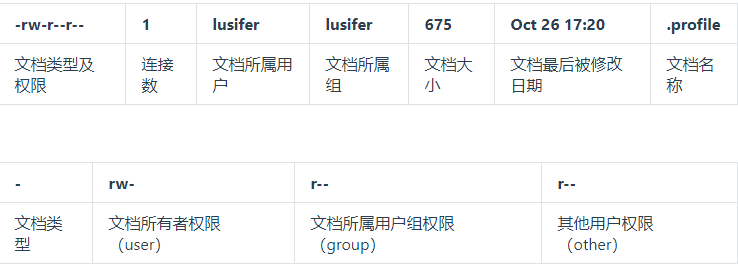 -rw-r--r-- 1 lusifer lusifer 675 Oct 26 17:20 .profile
文档类型及 连接 文档所属用 文档所属 文档大 文档最后被修改 文档名
权限 数 户 组 小 日期 称
- rw- r-- r--
文档类 文档所有者权限 文档所属用户组权限 其他用户权限
型 （user） （group） （other）